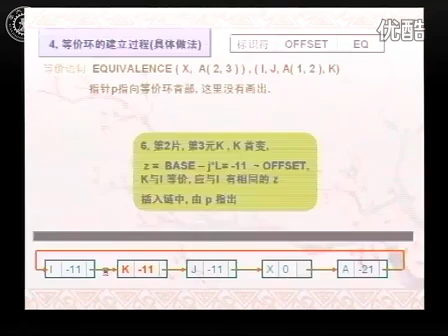 优酷
4. 等价环的建立过程(具体做法)
标识符 OFFSET EQ
等价语句 EQUIVALENCE ( X, A( 2, 3 ) ) , ( I, J, A( 1, 2 ), K)
指针p指向等价环首部, 这里没有画出.
6. 第2片, 第3元K , K 首变,
z = BASE – j*L= -11 ~ OFFSET,
K与I 等价, 应与I 有相同的 z
插入链中, 由 p 指出
I -11 K -11 J -11 X 0 A -21